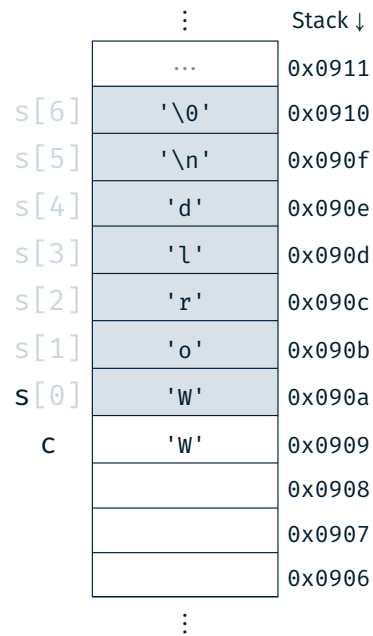 ⋮ Stack ↓
... 0x0911
s[6] '\0' 0x0910
s[5] '\n' 0x090f
s[4] 'd' 0x090e
s[3] 'l' 0x090d
s[2] 'r' 0x090c
s[1] 'o' 0x090b
s[0] 'W' 0x090a
c 'W' 0x0909
0x0908
0x0907
0x0906
⋮